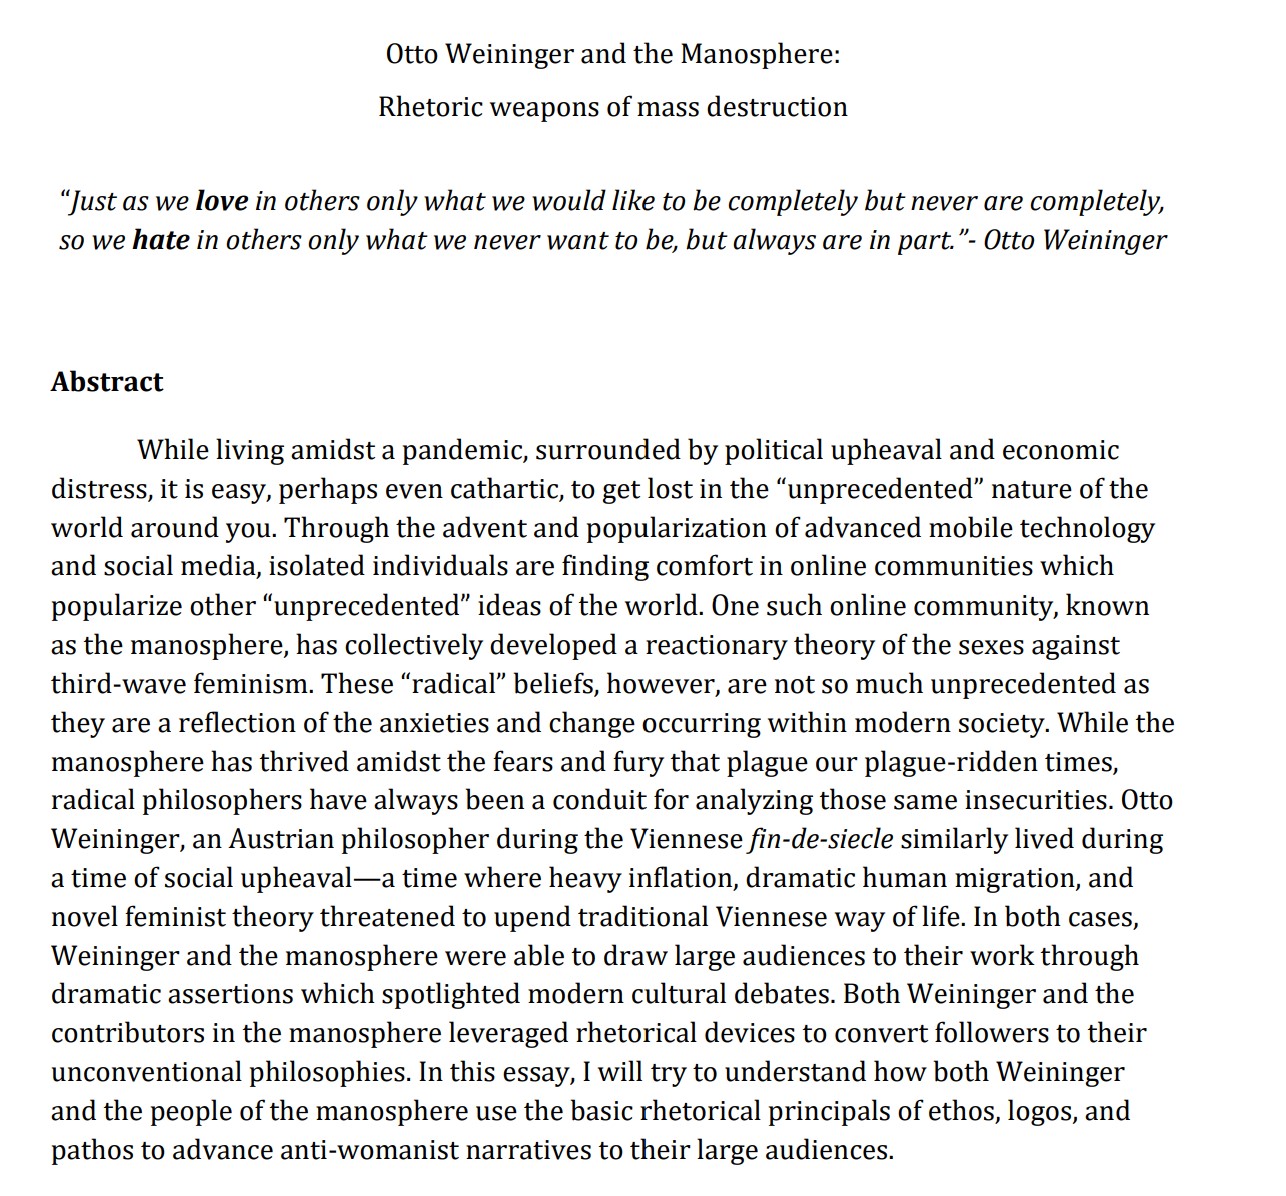 Otto Weininger and the Manosphere:
Rhetoric weapons of mass destruction
“Just as we love in others only what we would like to be completely but never are completely,
so we hate in others only what we never want to be, but always are in part.”- Otto Weininger
Abstract
While living amidst a pandemic, surrounded by political upheaval and economic
distress, it is easy, perhaps even cathartic, to get lost in the “unprecedented” nature of the
world around you. Through the advent and popularization of advanced mobile technology
and social media, isolated individuals are finding comfort in online communities which
popularize other “unprecedented” ideas of the world. One such online community, known
as the manosphere, has collectively developed a reactionary theory of the sexes against
third-wave feminism. These “radical” beliefs, however, are not so much unprecedented as
they are a reflection of the anxieties and change occurring within modern society. While the
manosphere has thrived amidst the fears and fury that plague our plague-ridden times,
radical philosophers have always been a conduit for analyzing those same insecurities. Otto
Weininger, an Austrian philosopher during the Viennese fin-de-siecle similarly lived during
a time of social upheaval—a time where heavy inflation, dramatic human migration, and
novel feminist theory threatened to upend traditional Viennese way of life. In both cases,
Weininger and the manosphere were able to draw large audiences to their work through
dramatic assertions which spotlighted modern cultural debates. Both Weininger and the
contributors in the manosphere leveraged rhetorical devices to convert followers to their
unconventional philosophies. In this essay, I will try to understand how both Weininger
and the people of the manosphere use the basic rhetorical principals of ethos, logos, and
pathos to advance anti-womanist narratives to their large audiences.